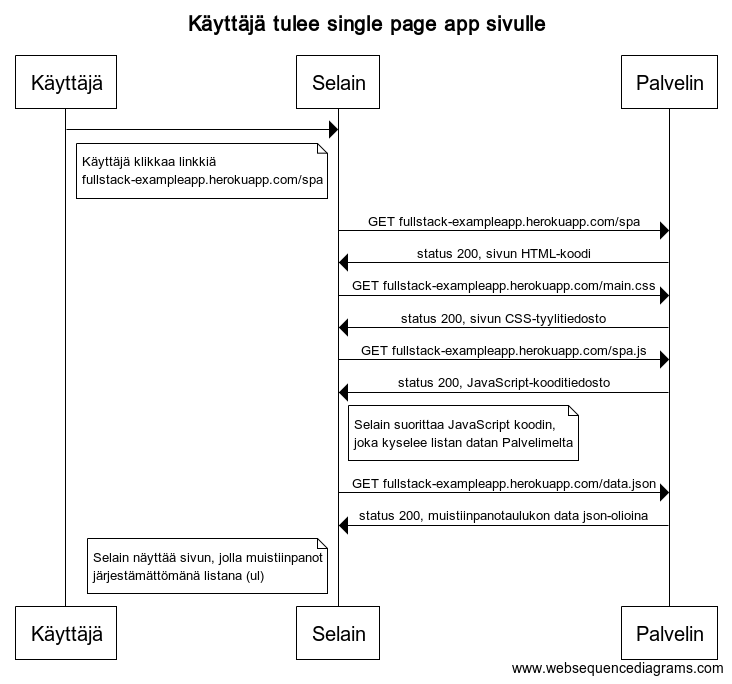 Käyttäjä tulee single page app sivulle
Käyttäjä
Selain
Palvelin
Käyttäjä klikkaa linkkiä
fullstack-exampleapp.herokuapp.com/spa
GET fullstack-exampleapp.herokuapp.com/spa
status 200, sivun HTML-koodi
GET fullstack-exampleapp.herokuapp.com/main.css
status 200, sivun CSS-tyylitiedosto
GET fullstack-exampleapp.herokuapp.com/spa.js
status 200, JavaScript-kooditiedosto
Selain suorittaa JavaScript koodin,
joka kyselee listan datan Palvelimelta
GET fullstack-exampleapp.herokuapp.com/data.json
status 200, muistiinpanotaulukon data json-olioina
Selain näyttää sivun, jolla muistiinpanot
järjestämättömänä listana (ul)
Käyttäjä
Selain
Palvelin
www.websequencediagrams.com